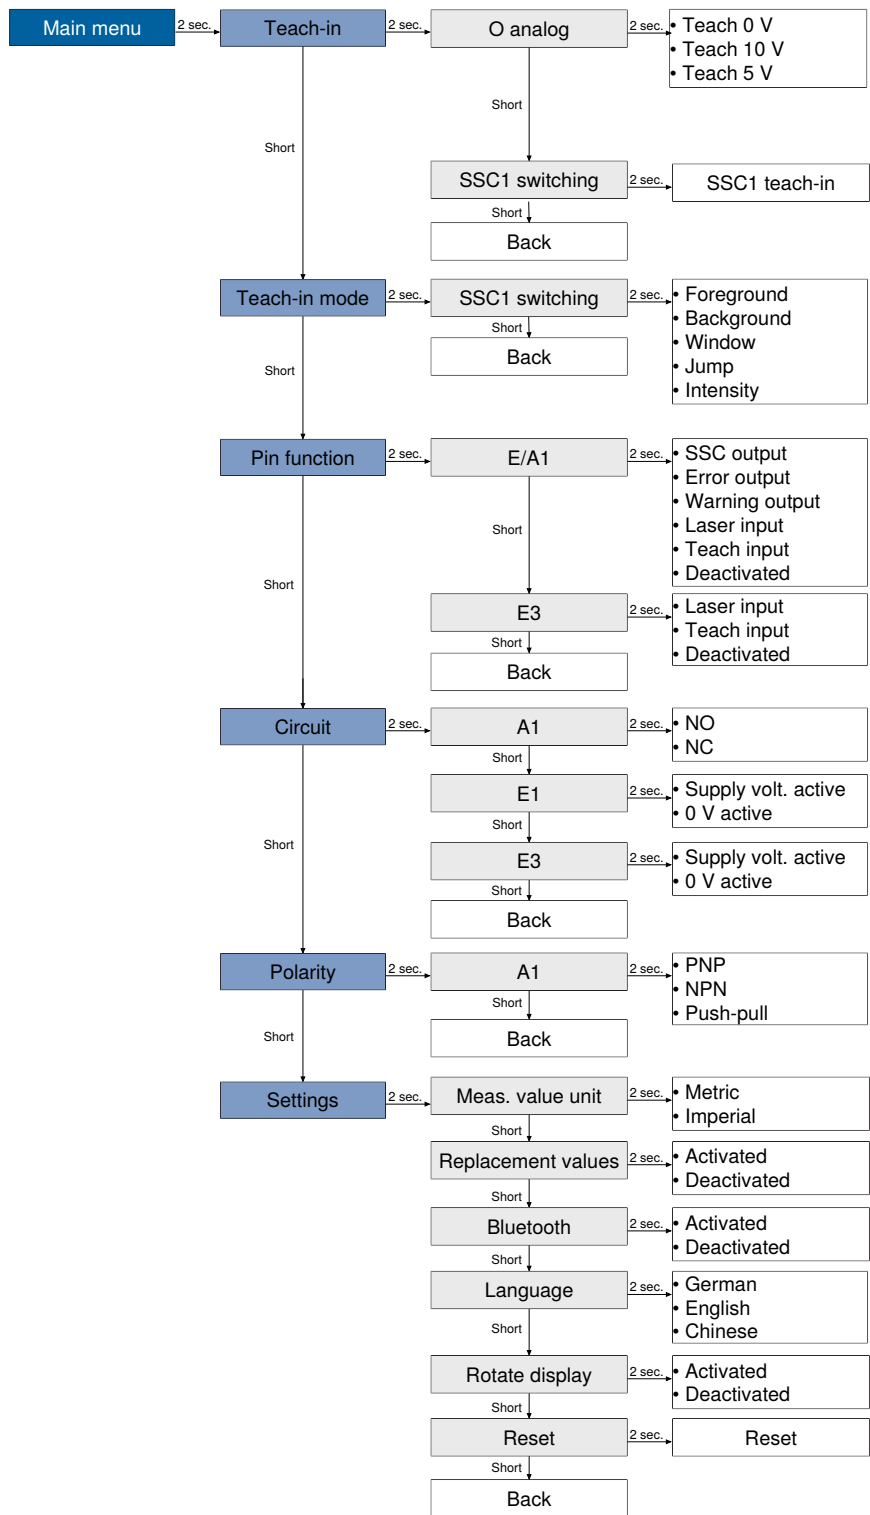 Main menu
2 sec.
Teach-in
2 sec.
O analog
2 sec.
• Teach 0 V
• Teach 10 V
• Teach 5 V
Short
Short
SSC1 switching
2 sec.
SSC1 teach-in
Short
Back
Teach-in mode
2 sec.
SSC1 switching
2 sec.
• Foreground
• Background
• Window
• Jump
• Intensity
Short
Back
Short
Pin function
2 sec.
E/A1
2 sec.
• SSC output
• Error output
• Warning output
• Laser input
• Teach input
• Deactivated
Short
Short
E3
2 sec.
• Laser input
• Teach input
• Deactivated
Short
Back
Circuit
2 sec.
A1
2 sec.
• NO
• NC
Short
E1
2 sec.
• Supply volt. active
• 0 V active
Short
Short
E3
2 sec.
• Supply volt. active
• 0 V active
Short
Back
Polarity
2 sec.
A1
2 sec.
• PNP
• NPN
• Push-pull
Short
Back
Short
Settings
2 sec.
Meas. value unit
2 sec.
• Metric
• Imperial
Short
Replacement values
2 sec.
• Activated
• Deactivated
Short
Bluetooth
2 sec.
• Activated
• Deactivated
Short
Language
2 sec.
• German
• English
• Chinese
Short
Rotate display
2 sec.
• Activated
• Deactivated
Short
Reset
2 sec.
Reset
Short
Back